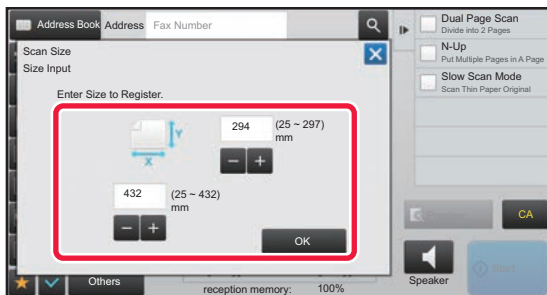 Address Book Address Fax Number
Scan Size
Size Input
Enter Size to Register.
Y
X
294 (25 ~ 297)
mm
432 (25 ~ 432)
mm
OK
Others
reception memory: 100%
Dual Page Scan
Divide into 2 Pages
N-Up
Put Multiple Pages in A Page
Slow Scan Mode
Scan Thin Paper Original
CA
Speaker
Start